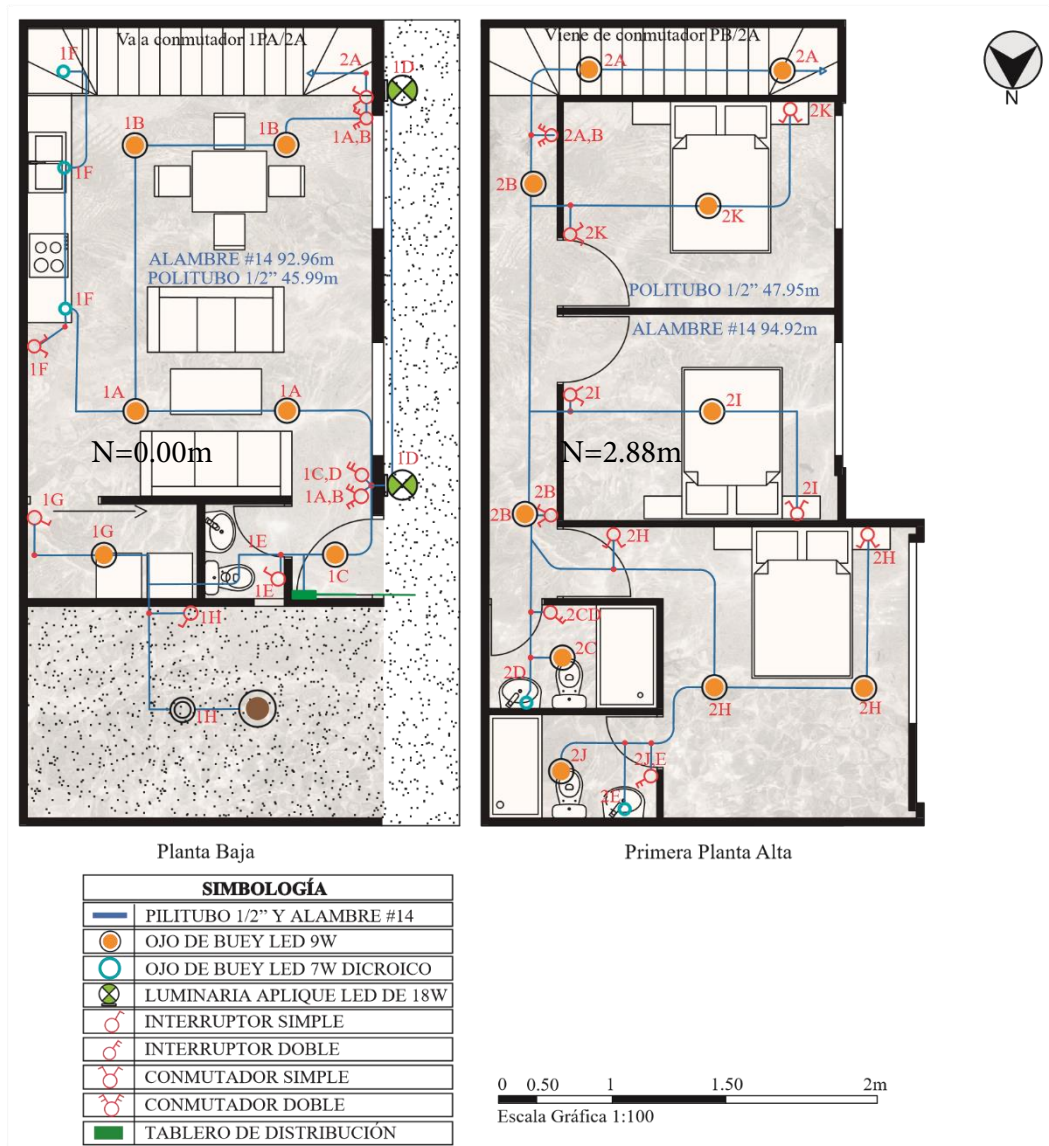 Va a conmutador 1PA/2A
1F
2A
1D
1B
1B
1A,B
1F
ALAMBRE #14 92.96m
POLITUBO 1/2” 45.99m
1F
1F
1A
1A
N=0.00m
1D
1C,D
1A,B
1G
1G
1E
1E
1C
1H
1H
Planta Baja
Viene de conmutador PB/2A
2A
2A
2K
2A,B
2B
2K
2K
POLITUBO 1/2” 47.95m
ALAMBRE #14 94.92m
2I
2I
N=2.88m
2I
2B
2B
2H
2H
2CD
2C
2D
2H
2H
2J
2J,E
2E
Primera Planta Alta
N
SIMBOLOGÍA
PILITUBO 1/2” Y ALAMBRE #14
OJO DE BUEY LED 9W
OJO DE BUEY LED 7W DICROICO
LUMINARIA APLIQUE LED DE 18W
INTERRUPTOR SIMPLE
INTERRUPTOR DOBLE
CONMUTADOR SIMPLE
CONMUTADOR DOBLE
TABLERO DE DISTRIBUCIÓN
0 0.50 1 1.50 2m
Escala Gráfica 1:100